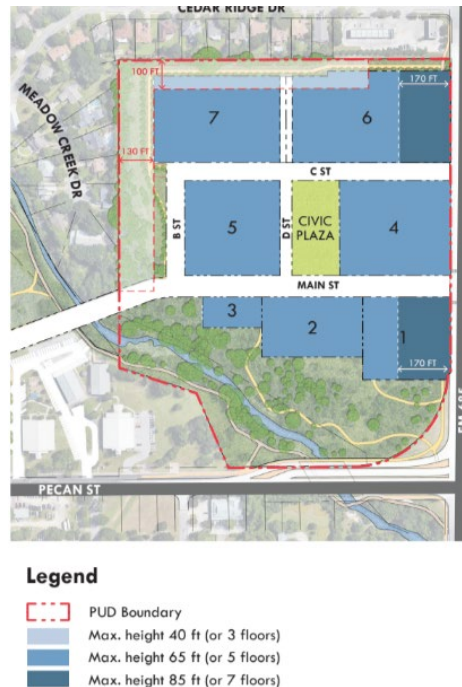 CEDAR RIDGE DR
100 FT
170 FT
MEADOW CREEK DR
7
6
130 FT
C ST
B ST
5
D ST
CIVIC
PLAZA
4
MAIN ST
3
2
1
170 FT
FM 685
PECAN ST
Legend
PUD Boundary
Max. height 40 ft (or 3 floors)
Max. height 65 ft (or 5 floors)
Max. height 85 ft (or 7 floors)